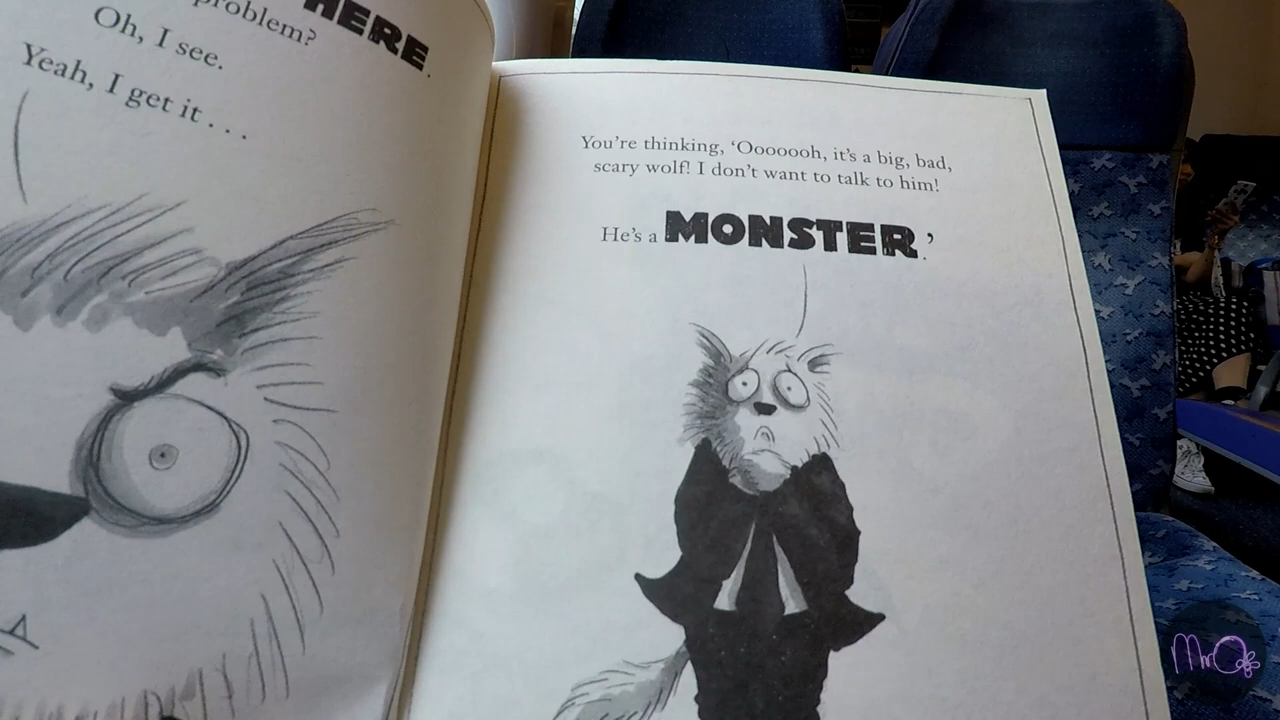 problem? HERE.
Oh, I see.
Yeah, I get it . . .
You're thinking, ‘Ooooooh, it's a big, bad,
scary wolf! I don't want to talk to him!
He's a MONSTER.’
MrOfs